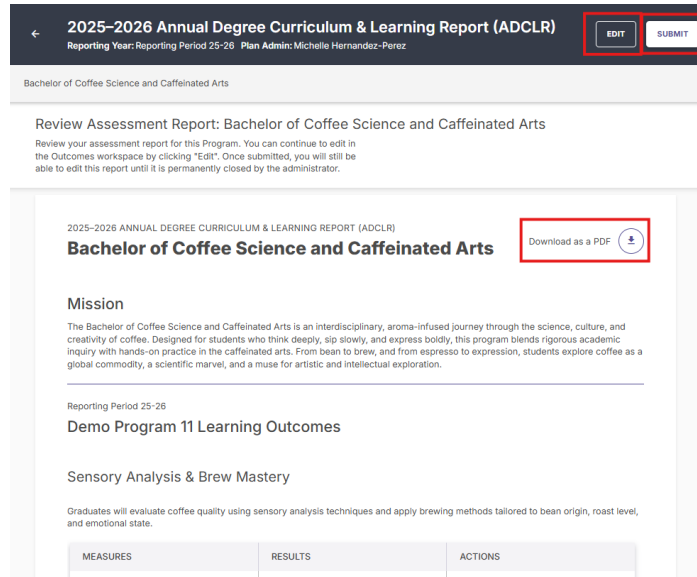 2025–2026 Annual Degree Curriculum & Learning Report (ADCLR)
Reporting Year: Reporting Period 25-26 Plan Admin: Michelle Hernandez-Perez
EDIT
SUBMIT
Bachelor of Coffee Science and Caffeinated Arts
Review Assessment Report: Bachelor of Coffee Science and Caffeinated Arts
Review your assessment report for this Program. You can continue to edit in
the Outcomes workspace by clicking "Edit". Once submitted, you will still be
able to edit this report until it is permanently closed by the administrator.
2025–2026 ANNUAL DEGREE CURRICULUM & LEARNING REPORT (ADCLR)
Bachelor of Coffee Science and Caffeinated Arts
Download as a PDF
Mission
The Bachelor of Coffee Science and Caffeinated Arts is an interdisciplinary, aroma-infused journey through the science, culture, and
creativity of coffee. Designed for students who think deeply, sip slowly, and express boldly, this program blends rigorous academic
inquiry with hands-on practice in the caffeinated arts. From bean to brew, and from espresso to expression, students explore coffee as a
global commodity, a scientific marvel, and a muse for artistic and intellectual exploration.
Reporting Period 25-26
Demo Program 11 Learning Outcomes
Sensory Analysis & Brew Mastery
Graduates will evaluate coffee quality using sensory analysis techniques and apply brewing methods tailored to bean origin, roast level,
and emotional state.
MEASURES RESULTS ACTIONS